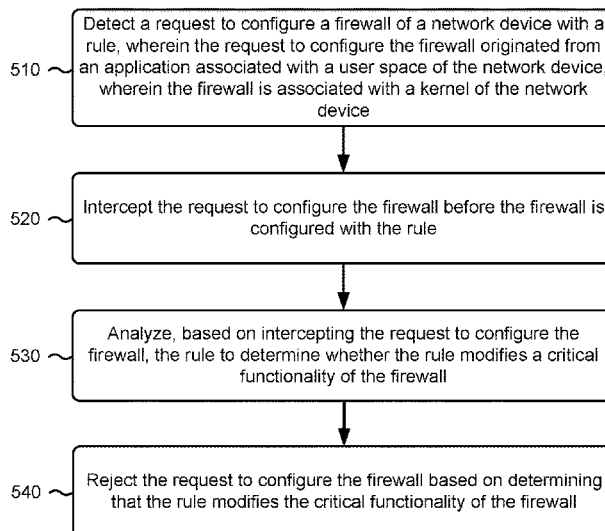 Detect a request to configure a firewall of a network device with a
rule, wherein the request to configure the firewall originated from
510
an application associated with a user space of the network device,
wherein the firewall is associated with a kernel of the network
device
520
Intercept the request to configure the firewall before the firewall is
configured with the rule
Analyze, based on intercepting the request to configure the
530
firewall, the rule to determine whether the rule modifies a critical
functionality of the firewall
Reject the request to configure the firewall based on determining
540
that the rule modifies the critical functionality of the firewall